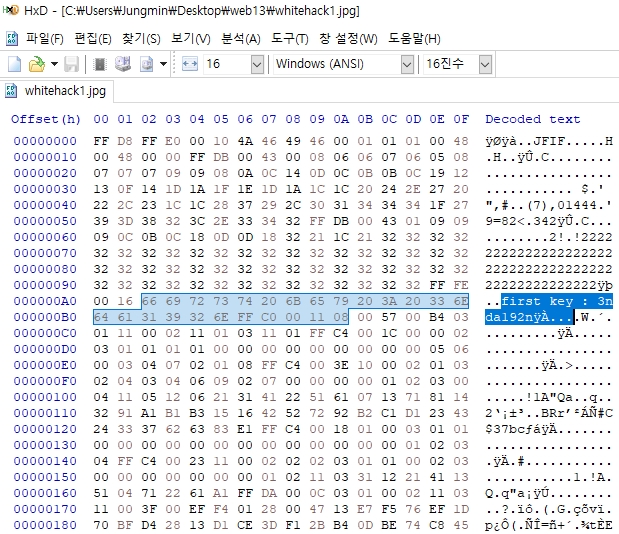 HxD - [C:₩Users₩Jungmin₩Desktop₩web13₩whitehack1.jpg]
파일(F) 편집(E) 찾기(S) 보기(V) 분석(A) 도구(T) 창 설정(W) 도움말(H)
16 Windows (ANSI) 16진수
whitehack1.jpg
Offset(h) 00 01 02 03 04 05 06 07 08 09 0A 0B 0C 0D 0E 0F Decoded text
00000000 FF D8 FF E0 00 10 4A 46 49 46 00 01 01 01 00 48 ÿØÿà..JFIF.....H
00000010 00 48 00 00 FF DB 00 43 00 08 06 06 07 06 05 08 .H..ÿÛ.C........
00000020 07 07 07 09 09 08 0A 0C 14 0D 0C 0B 0B 0C 19 12 ................
00000030 13 0F 14 1D 1A 1F 1E 1D 1A 1C 1C 20 24 2E 27 20 ........... $.'
00000040 22 2C 23 1C 1C 28 37 29 2C 30 31 34 34 34 1F 27 ",#..(7),01444.'
00000050 39 3D 38 32 3C 2E 33 34 32 FF DB 00 43 01 09 09 9=82<.342ÿÛ.C...
00000060 09 0C 0B 0C 18 0D 0D 18 32 21 1C 21 32 32 32 32 ........2!.!2222
00000070 32 32 32 32 32 32 32 32 32 32 32 32 32 32 32 32 2222222222222222
00000080 32 32 32 32 32 32 32 32 32 32 32 32 32 32 32 32 2222222222222222
00000090 32 32 32 32 32 32 32 32 32 32 32 32 32 32 FF FE 22222222222222ÿþ
000000A0 00 16 66 69 72 73 74 20 6B 65 79 20 3A 20 33 6E ..first key : 3n
000000B0 64 61 31 39 32 6E FF C0 00 11 08 00 57 00 B4 03 da192nÿÀ....W.´.
000000C0 01 11 00 02 11 01 03 11 01 FF C4 00 1C 00 00 02 .........ÿÄ.....
000000D0 03 01 01 01 01 00 00 00 00 00 00 00 00 00 05 06 ................
000000E0 00 03 04 07 02 01 08 FF C4 00 3E 10 00 02 01 02 .......ÿÄ.>.....
000000F0 02 04 03 04 06 09 02 07 00 00 00 00 01 02 03 00 ................
00000100 04 11 05 12 06 21 31 41 22 51 61 07 13 71 81 14 .....!1A"Qa..q..
00000110 32 91 A1 B1 B3 15 16 42 52 72 92 B2 C1 D1 23 43 2‘¡±³..BRr’²ÁÑ#C
00000120 24 33 37 62 63 83 E1 FF C4 00 18 01 00 03 01 01 $37bcƒáÿÄ.......
00000130 00 00 00 00 00 00 00 00 00 00 00 00 00 00 02 03 ................
00000140 04 FF C4 00 23 11 00 02 02 02 03 01 01 00 02 03 .ÿÄ.#...........
00000150 00 00 00 00 00 00 00 01 02 11 03 31 12 21 41 13 ...........1.!A.
00000160 51 04 71 22 61 A1 FF DA 00 0C 03 01 00 02 11 03 Q.q"a¡ÿÚ........
00000170 11 00 3F 00 EF F4 01 28 00 47 13 E7 F5 76 EF 1D ..?.ïô.(.G.çõvï.
00000180 70 BF D4 28 13 D1 CE 3D F1 2B B4 0D BE 74 C8 45 p¿Ô(.ÑÎ=ñ+´.¾tÈE